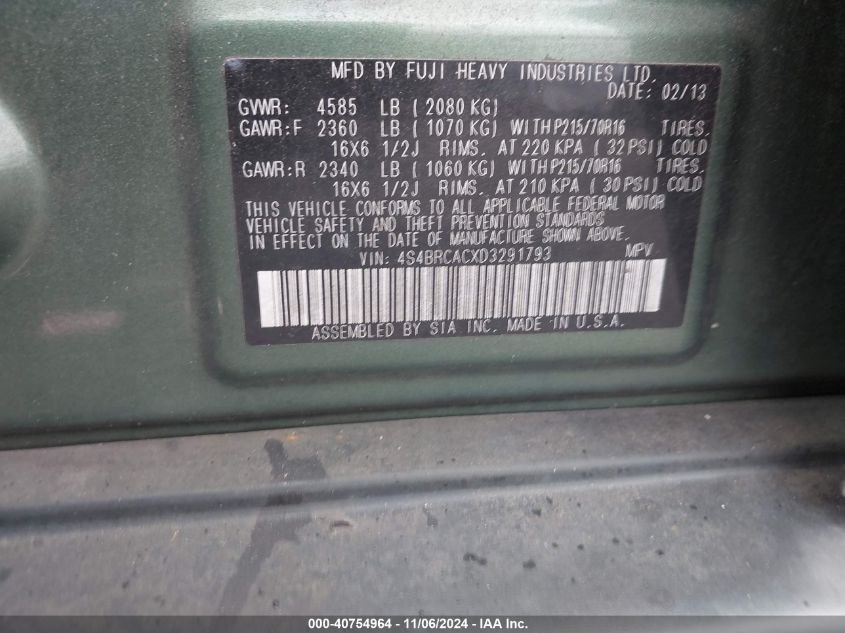 MFD BY FUJI HEAVY INDUSTRIES LTD.
DATE: 02/13
GVWR: 4585 LB ( 2080 KG)
GAWR:F 2360 LB ( 1070 KG) WITHP215/70R16 TIRES.
16X6 1/2J RIMS. AT 220 KPA ( 32 PSI) COLD
GAWR:R 2340 LB ( 1060 KG) WITHP215/70R16 TIRES.
16X6 1/2J RIMS. AT 210 KPA ( 30 PSI) COLD
THIS VEHICLE CONFORMS TO ALL APPLICABLE FEDERAL MOTOR
VEHICLE SAFETY AND THEFT PREVENTION STANDARDS
IN EFFECT ON THE DATE OF MANUFACTURE SHOWN ABOVE.
VIN: 4S4BRCACXD3291793 MPV
ASSEMBLED BY SIA INC. MADE IN U.S.A.
000-40754964 - 11/06/2024 - IAA Inc.